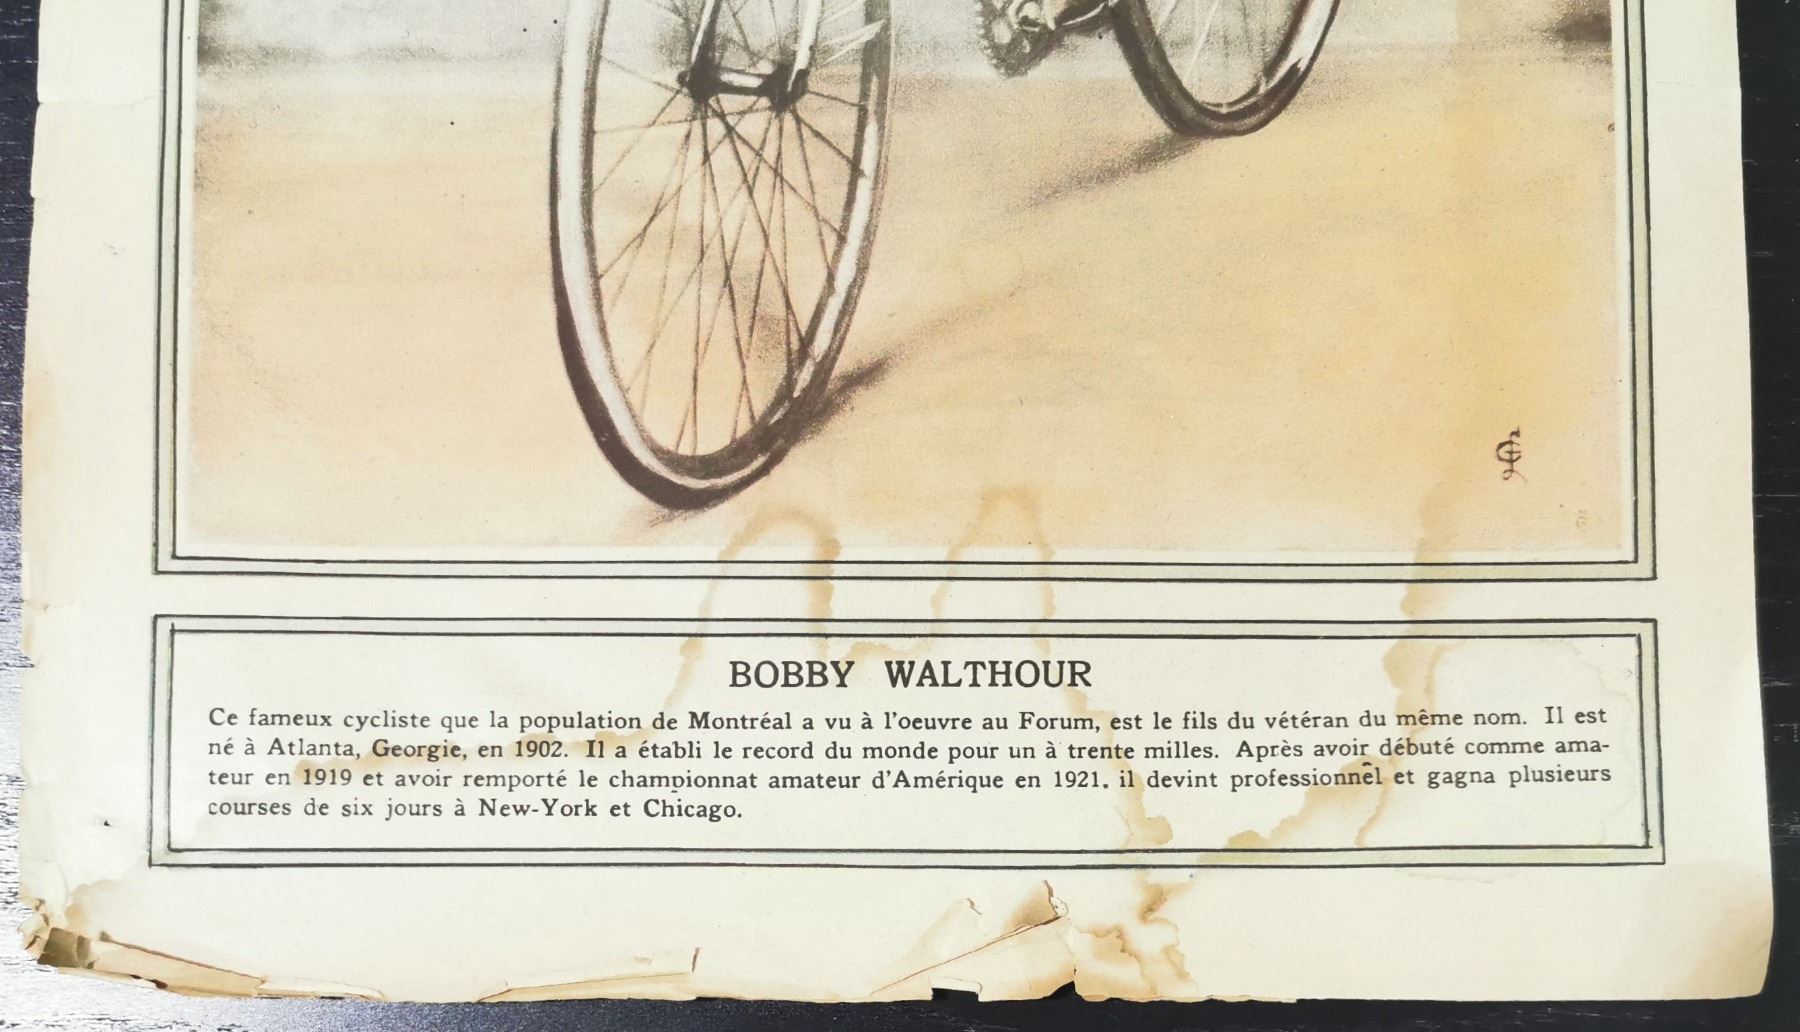 BOBBY WALTHOUR
Ce fameux cycliste que la population de Montréal a vu à l'oeuvre au Forum, est le fils du vétéran du même nom. Il est
né à Atlanta, Georgie, en 1902. Il a établi le record du monde pour un à trente milles. Après avoir débuté comme ama-
teur en 1919 et avoir remporté le championnat amateur d'Amérique en 1921, il devint professionnel et gagna plusieurs
courses de six jours à New-York et Chicago.